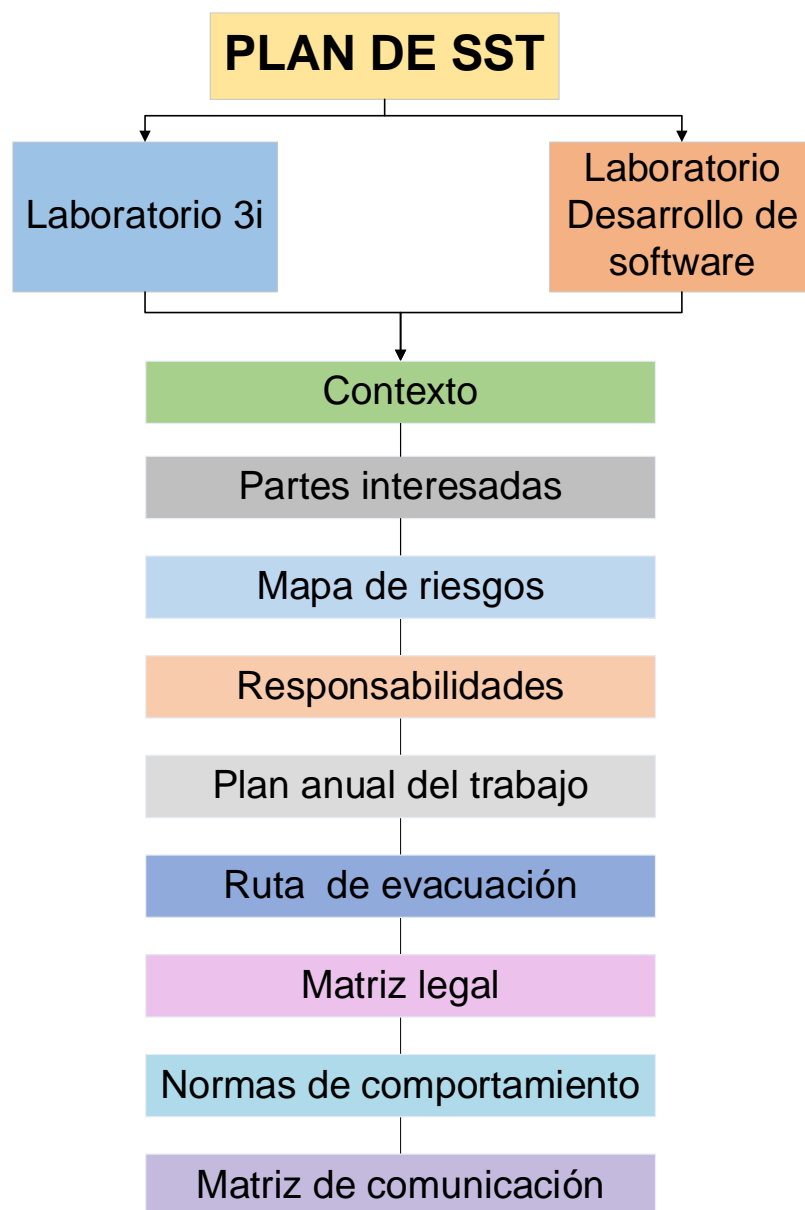 PLAN DE SST
Laboratorio 3i
Laboratorio
Desarrollo de
software
Contexto
Partes interesadas
Mapa de riesgos
Responsabilidades
Plan anual del trabajo
Ruta  de evacuación
Matriz legal
Normas de comportamiento
Matriz de comunicación